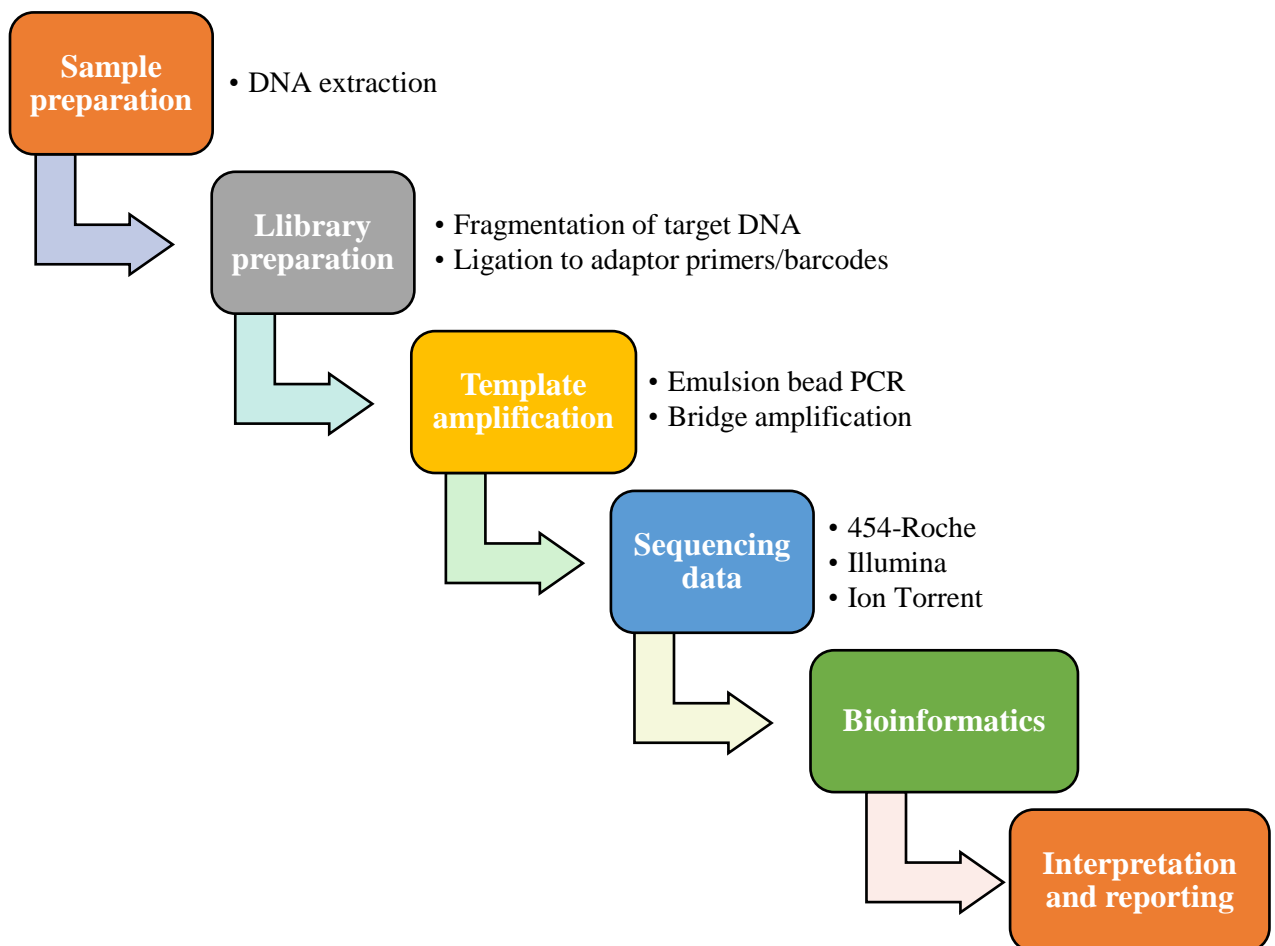 Sample
preparation
• DNA extraction
Llibrary
preparation
• Fragmentation of target DNA
• Ligation to adaptor primers/barcodes
Template
amplification
• Emulsion bead PCR
• Bridge amplification
Sequencing
data
• 454-Roche
• Illumina
• Ion Torrent
Bioinformatics
Interpretation
and reporting